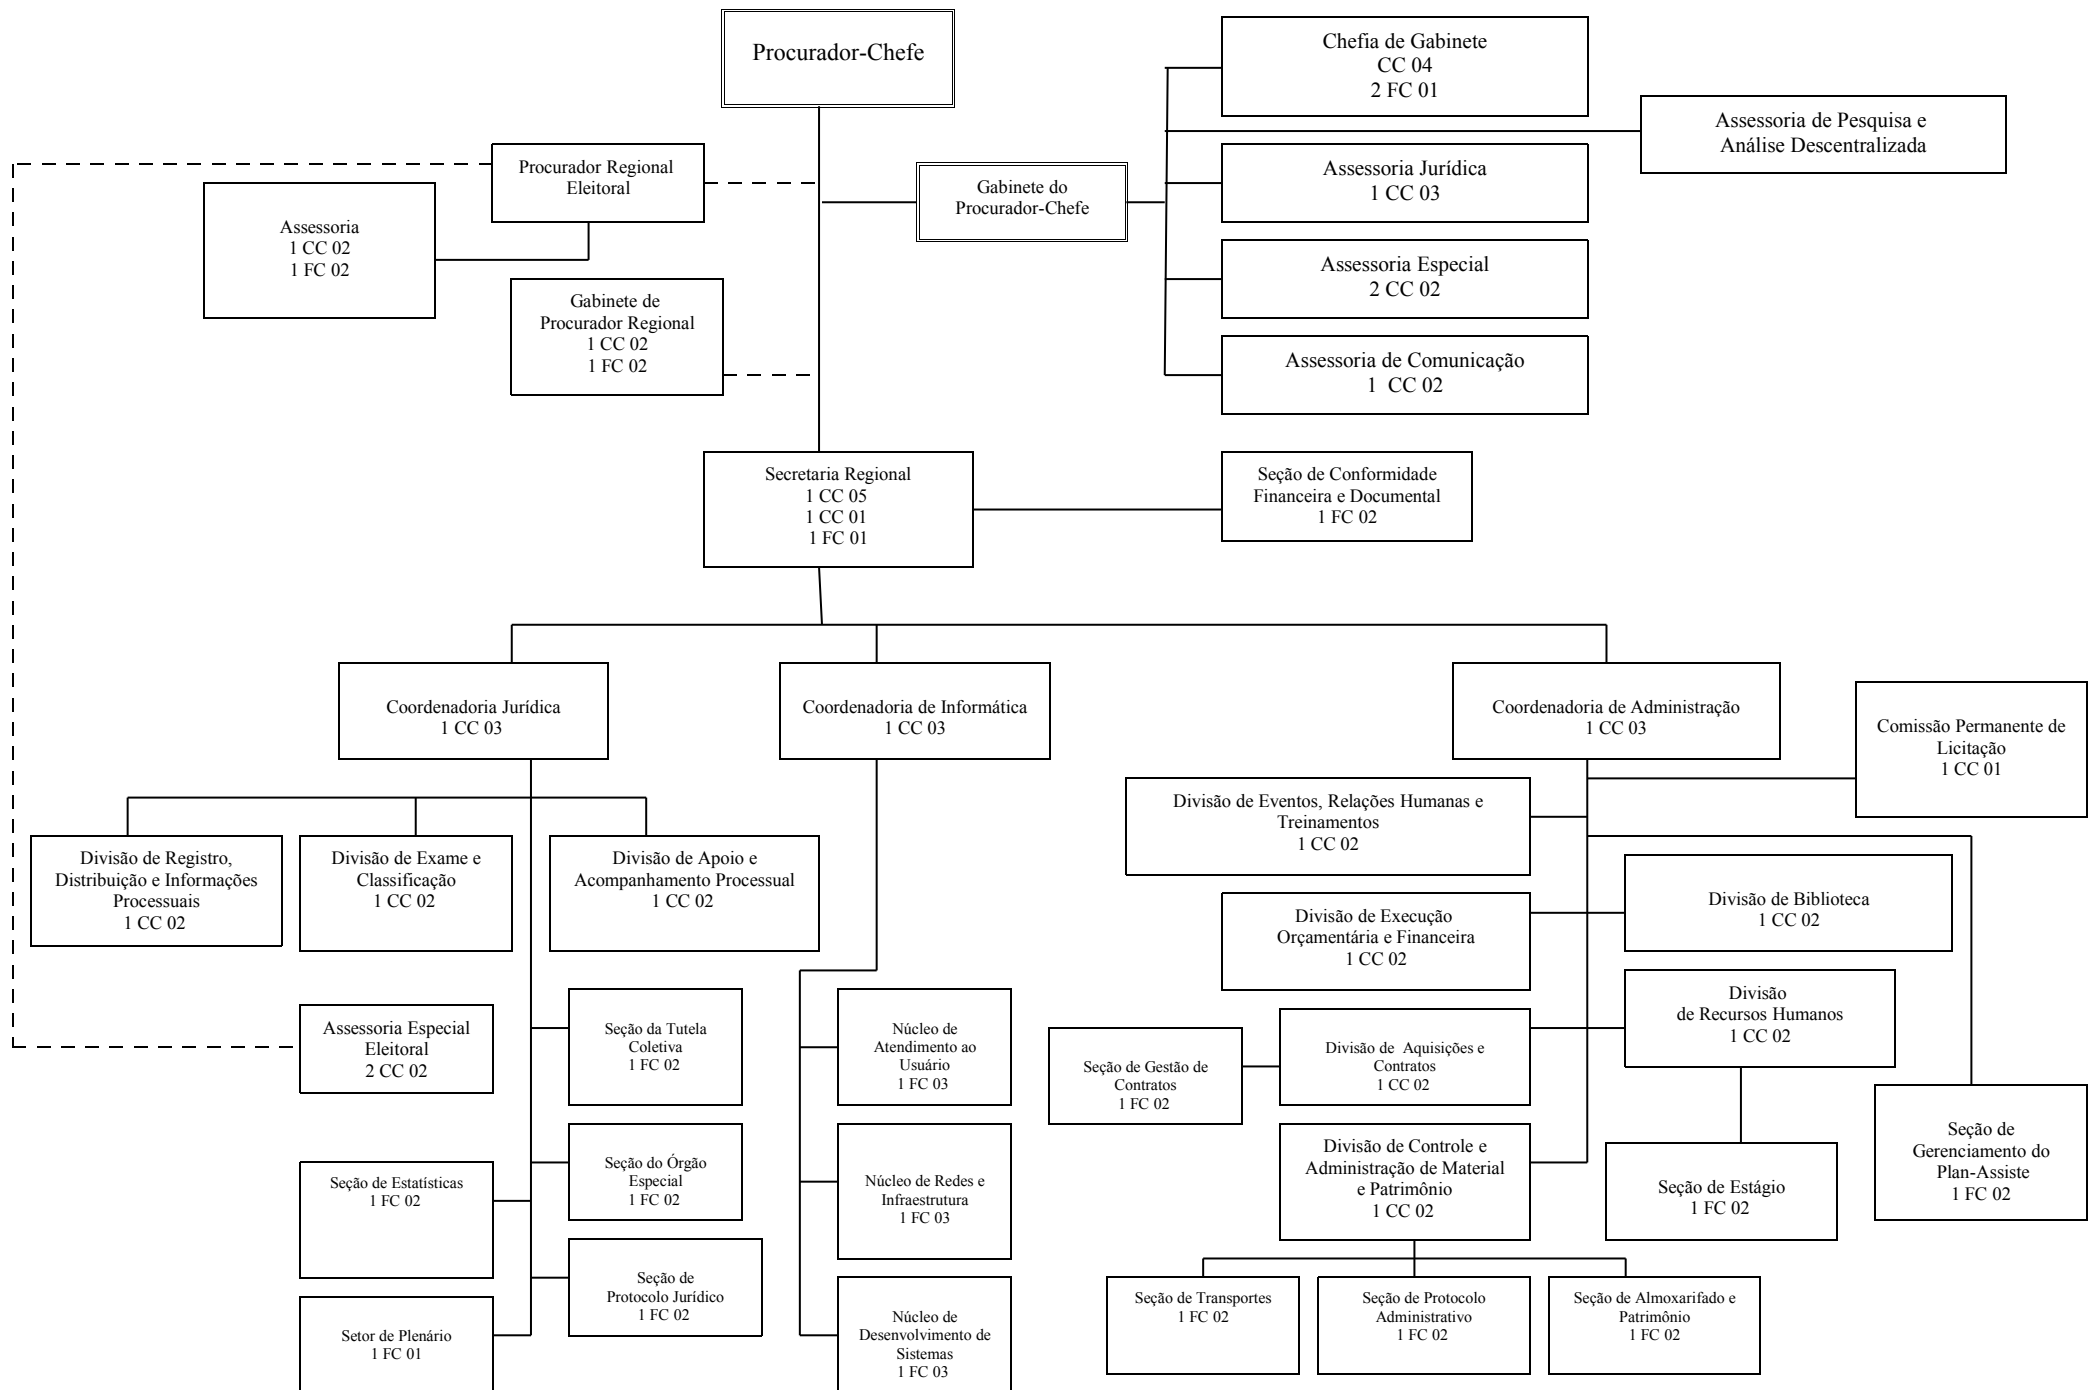 Procurador-Chefe
Chefia de Gabinete
CC 04
2 FC 01
Assessoria de Pesquisa e
Análise Descentralizada
Procurador Regional
Eleitoral
Gabinete do
Procurador-Chefe
Assessoria Jurídica
1 CC 03
Assessoria
1 CC 02
1 FC 02
Assessoria Especial
2 CC 02
Gabinete de
Procurador Regional
1 CC 02
1 FC 02
Assessoria de Comunicação
1 CC 02
Secretaria Regional
1 CC 05
1 CC 01
1 FC 01
Seção de Conformidade
Financeira e Documental
1 FC 02
Coordenadoria Jurídica
1 CC 03
Coordenadoria de Informática
1 CC 03
Coordenadoria de Administração
1 CC 03
Comissão Permanente de
Licitação
1 CC 01
Divisão de Eventos, Relações Humanas e
Treinamentos
1 CC 02
Divisão de Registro,
Distribuição e Informações
Processuais
1 CC 02
Divisão de Exame e
Classificação
1 CC 02
Divisão de Apoio e
Acompanhamento Processual
1 CC 02
Divisão de Execução
Orçamentária e Financeira
1 CC 02
Divisão de Biblioteca
1 CC 02
Assessoria Especial
Eleitoral
2 CC 02
Seção da Tutela
Coletiva
1 FC 02
Núcleo de
Atendimento ao
Usuário
1 FC 03
Seção de Gestão de
Contratos
1 FC 02
Divisão de Aquisições e
Contratos
1 CC 02
Divisão
de Recursos Humanos
1 CC 02
Seção de Estatísticas
1 FC 02
Seção do Órgão
Especial
1 FC 02
Núcleo de Redes e
Infraestrutura
1 FC 03
Divisão de Controle e
Administração de Material
e Patrimônio
1 CC 02
Seção de Estágio
1 FC 02
Seção de
Gerenciamento do
Plan-Assiste
1 FC 02
Setor de Plenário
1 FC 01
Seção de
Protocolo Jurídico
1 FC 02
Núcleo de
Desenvolvimento de
Sistemas
1 FC 03
Seção de Transportes
1 FC 02
Seção de Protocolo
Administrativo
1 FC 02
Seção de Almoxarifado e
Patrimônio
1 FC 02